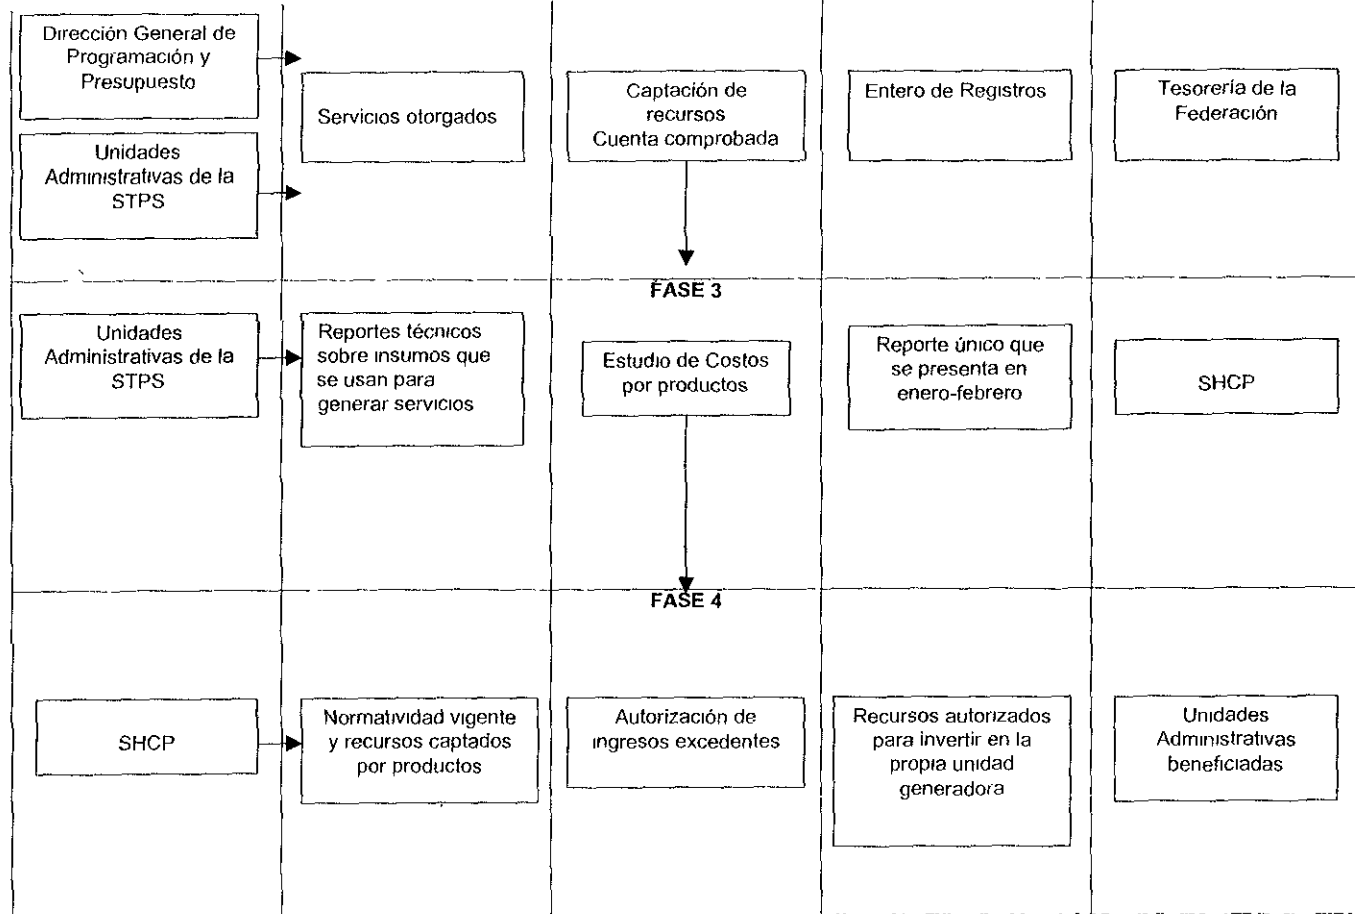 Dirección General de
Programación y
Presupuesto
Unidades
Administrativas de la
STPS
Servicios otorgados
Captación de
recursos
Cuenta comprobada
Entero de Registros
Tesorería de la
Federación
FASE 3
Unidades
Administrativas de la
STPS
Reportes técnicos
sobre insumos que
se usan para
generar servicios
Estudio de Costos
por productos
Reporte único que
se presenta en
enero-febrero
SHCP
FASE 4
SHCP
Normatividad vigente
y recursos captados
por productos
Autorización de
ingresos excedentes
Recursos autorizados
para invertir en la
propia unidad
generadora
Unidades
Administrativas
beneficiadas